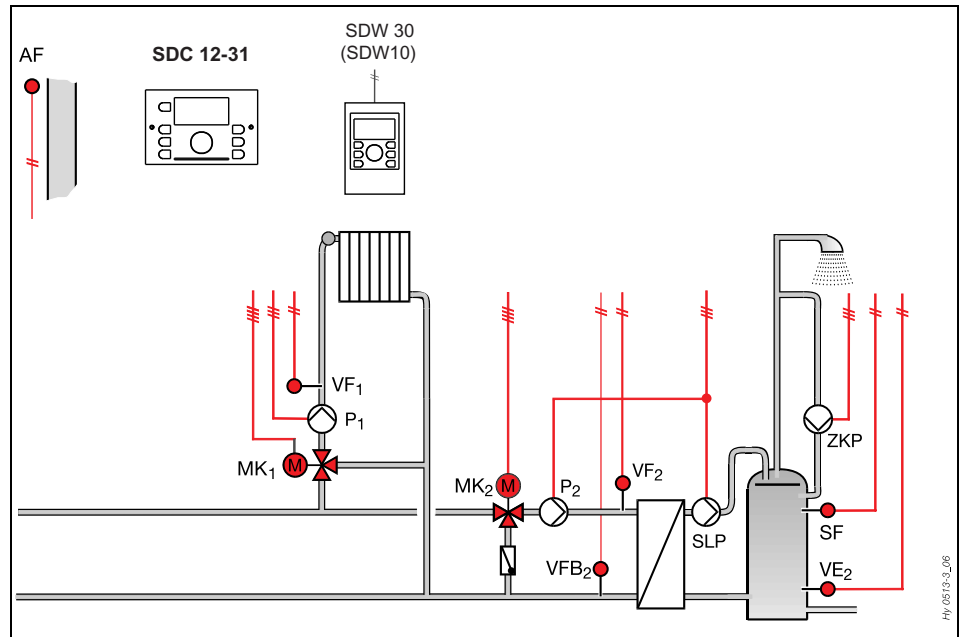 AF
SDC 12-31
SDW 30
(SDW10)
VF1
P1
MK1
M
MK2
M
P2
VF2
VFB2
SLP
ZKP
SF
VE2
Hy 0513-3_06